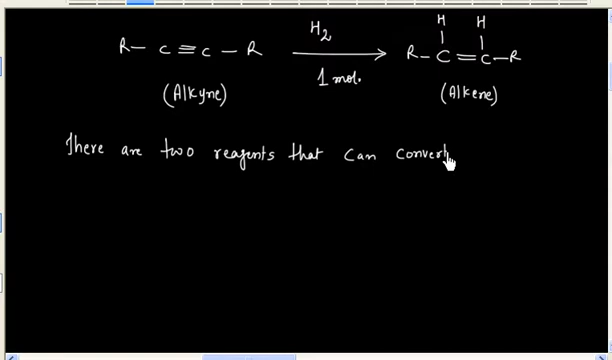 H H
R- C ≡ C - R H₂ R - C = C - R
1 mol.
(Alkyne) (Alkene)
There are two reagents that can convert